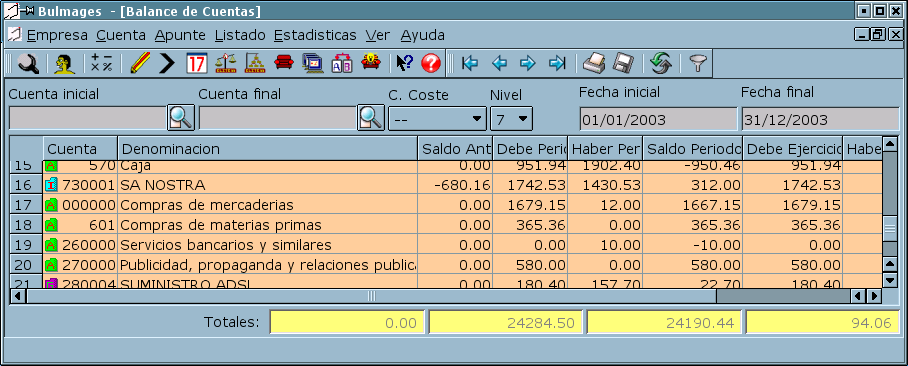 Bulmages - [Balance de Cuentas]
Empresa Cuenta Apunte Listado Estadisticas Ver Ayuda
17
Cuenta inicial Cuenta final C. Coste Nivel Fecha inicial Fecha final
-- 7 01/01/2003 31/12/2003
Cuenta Denominacion Saldo Ant Debe Peri Haber Per Saldo Periodo Debe Ejercicio Habe
15 570 Caja 0.00 951.94 1902.40 -950.46 951.94
16 730001 SA NOSTRA -680.16 1742.53 1430.53 312.00 1742.53
17 000000 Compras de mercaderias 0.00 1679.15 12.00 1667.15 1679.15
18 601 Compras de materias primas 0.00 365.36 0.00 365.36 365.36
19 260000 Servicios bancarios y similares 0.00 0.00 10.00 -10.00 0.00
20 270000 Publicidad, propaganda y relaciones public 0.00 580.00 0.00 580.00 580.00
21 280004 SUMINISTRO ADSL 0.00 180.40 157.70 22.70 180.40
Totales: 0.00 24284.50 24190.44 94.06